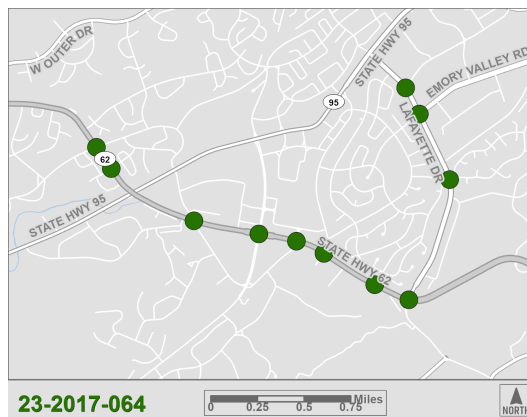 W OUTER DR
STATE HWY 95
EMORY VALLEY RD
95
LAFAYETTE DR
62
STATE HWY 95
STATE HWY 62
23-2017-064
Miles
0 0.25 0.5 0.75
NORTH